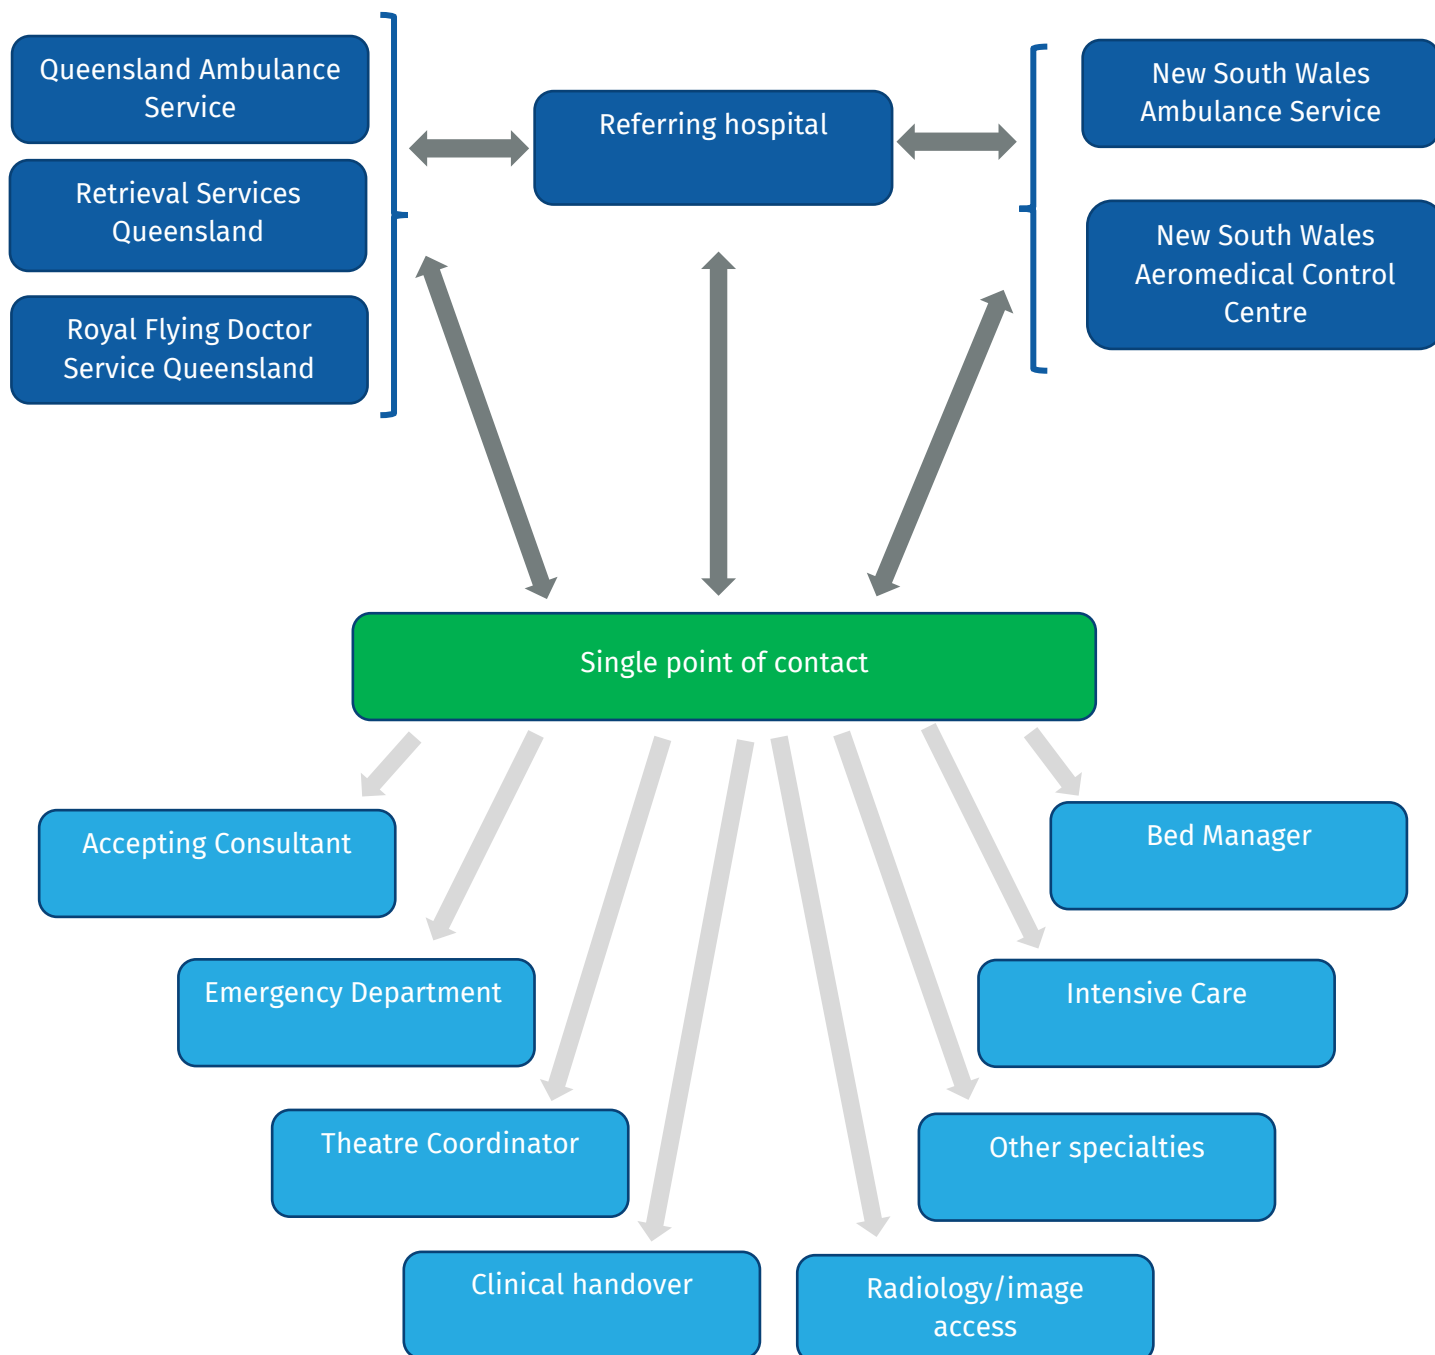 Queensland Ambulance
Service
Retrieval Services
Queensland
Royal Flying Doctor
Service Queensland
Referring hospital
New South Wales
Ambulance Service
New South Wales
Aeromedical Control
Centre
Single point of contact
Accepting Consultant
Bed Manager
Emergency Department
Intensive Care
Theatre Coordinator
Other specialties
Clinical handover
Radiology/image
access